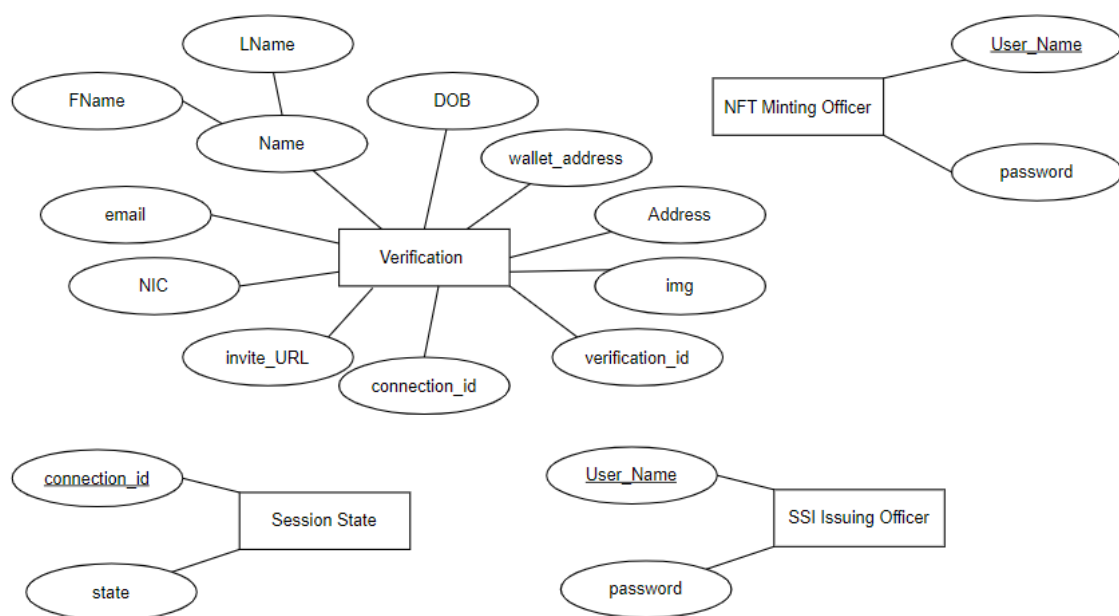 LName
User_Name
FName
DOB
NFT Minting Officer
Name
wallet_address
password
email
Address
Verification
NIC
img
invite_URL
verification_id
connection_id
connection_id
User_Name
Session State
SSI Issuing Officer
state
password